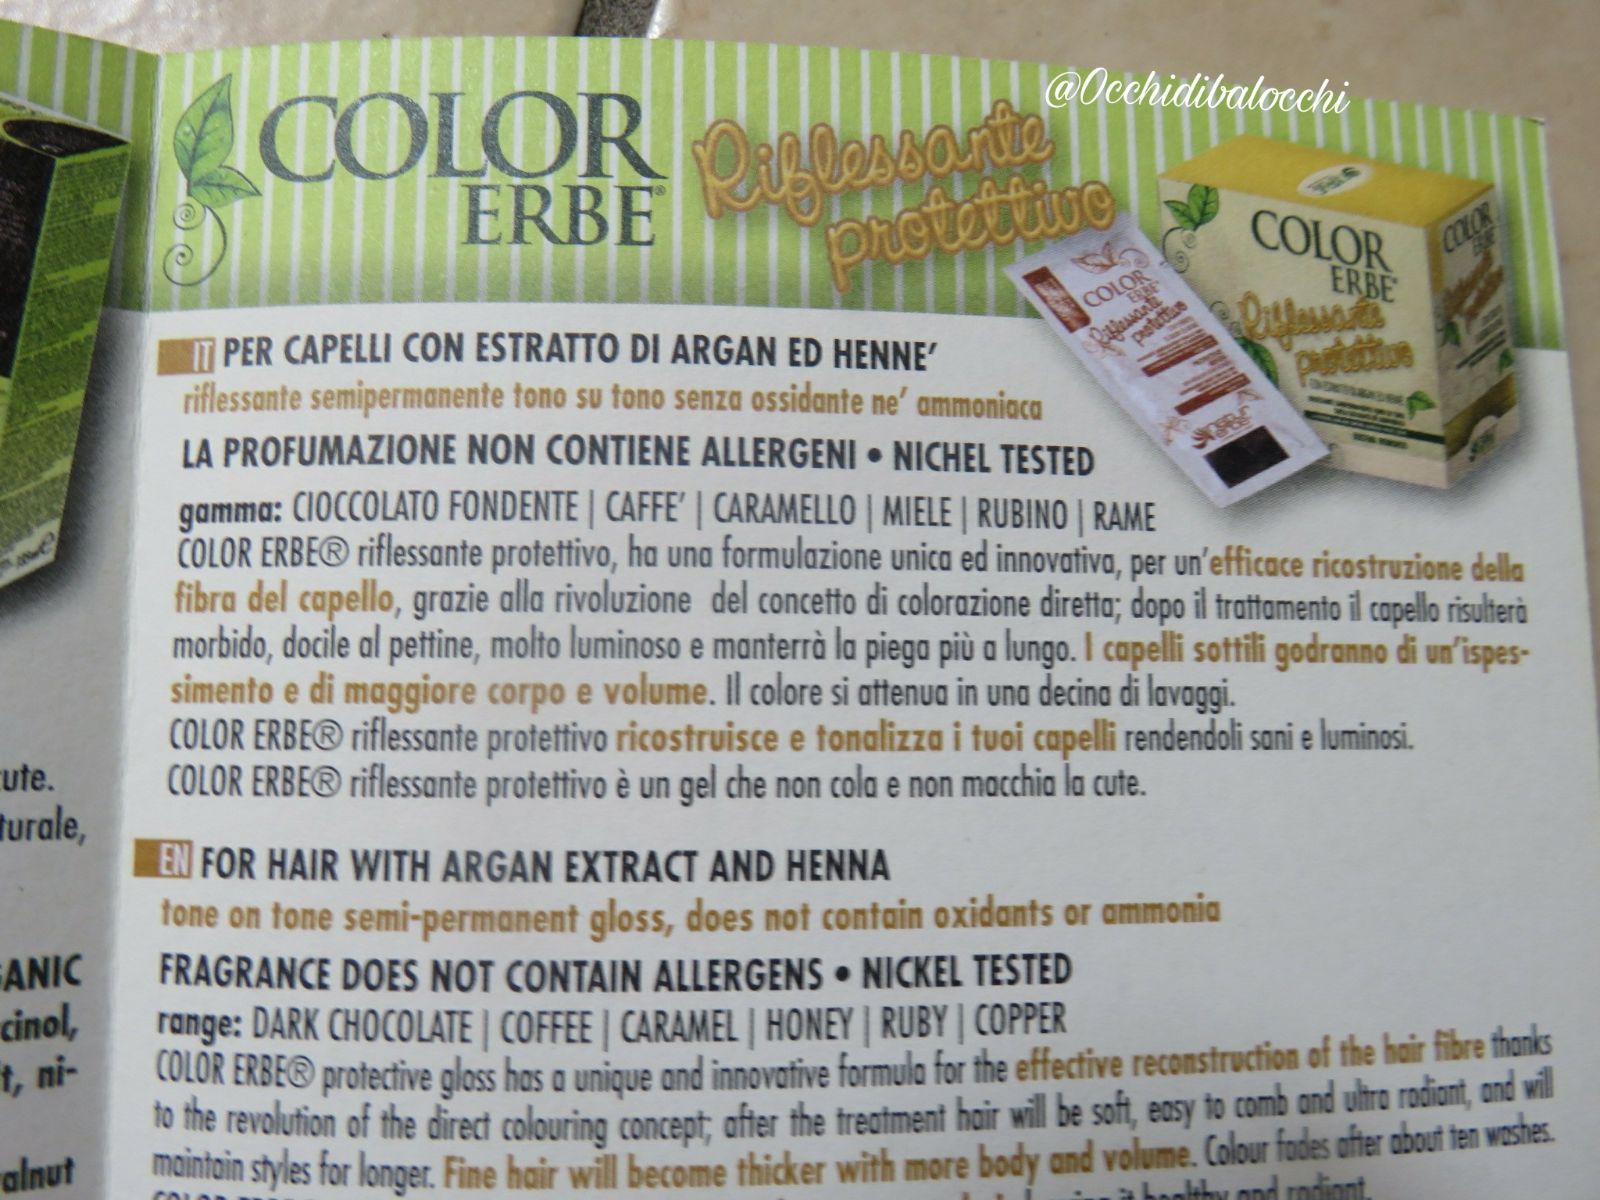 @Occhidibalocchi
COLOR
ERBE®
Riflessante
protettivo
COLOR
ERBE®
Riflessante
protettivo
COLOR
ERBE
Riflessante
protettivo
IT PER CAPELLI CON ESTRATTO DI ARGAN ED HENNE'
riflessante semipermanente tono su tono senza ossidante ne' ammoniaca
LA PROFUMAZIONE NON CONTIENE ALLERGENI • NICHEL TESTED
gamma: CIOCCOLATO FONDENTE | CAFFE' | CARAMELLO | MIELE | RUBINO | RAME
COLOR ERBE® riflessante protettivo, ha una formulazione unica ed innovativa, per un'efficace ricostruzione della
fibra del capello, grazie alla rivoluzione del concetto di colorazione diretta; dopo il trattamento il capello risulterà
morbido, docile al pettine, molto luminoso e manterrà la piega più a lungo. I capelli sottili godranno di un'ispes-
simento e di maggiore corpo e volume. Il colore si attenua in una decina di lavaggi.
COLOR ERBE® riflessante protettivo ricostruisce e tonalizza i tuoi capelli rendendoli sani e luminosi.
COLOR ERBE® riflessante protettivo è un gel che non cola e non macchia la cute.
EN FOR HAIR WITH ARGAN EXTRACT AND HENNA
tone on tone semi-permanent gloss, does not contain oxidants or ammonia
FRAGRANCE DOES NOT CONTAIN ALLERGENS • NICKEL TESTED
range: DARK CHOCOLATE | COFFEE | CARAMEL | HONEY | RUBY | COPPER
COLOR ERBE® protective gloss has a unique and innovative formula for the effective reconstruction of the hair fibre thanks
to the revolution of the direct colouring concept; after the treatment hair will be soft, easy to comb and ultra radiant, and will
maintain styles for longer. Fine hair will become thicker with more body and volume. Colour fades after about ten washes.
it healthy and radiant.
cute.
turale,
ANIC
cinol,
t, ni-
alnut